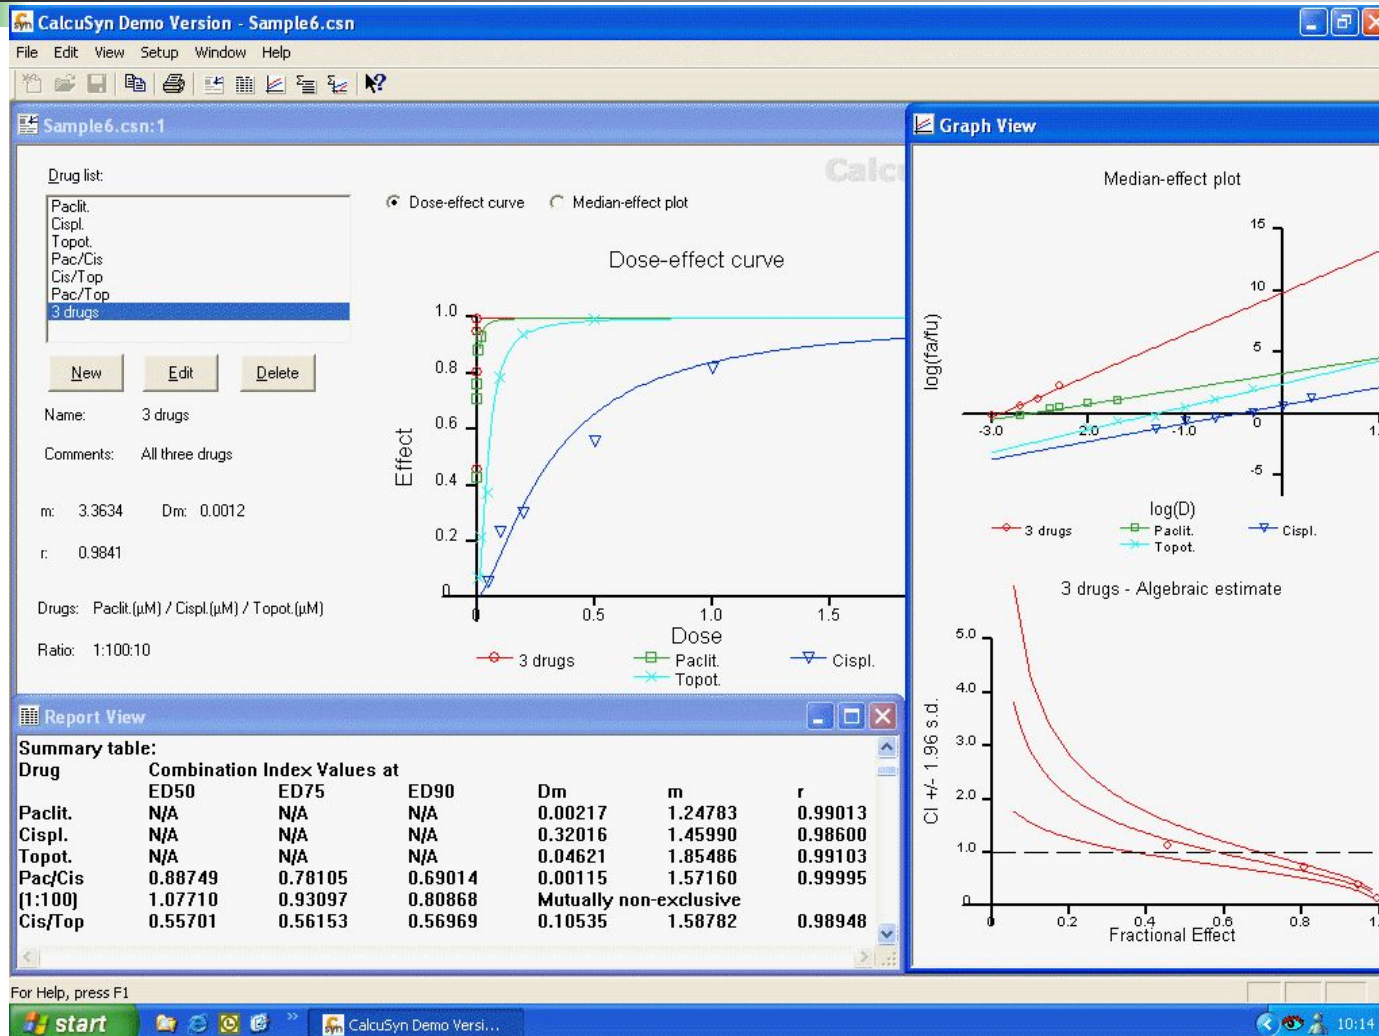 CalcuSyn Demo Version - Sample6.csn
File Edit View Setup Window Help
Sample6.csn:1
Calc
Drug list:
Paclit.
Cispl.
Topot.
Pac/Cis
Cis/Top
Pac/Top
3 drugs
New Edit Delete
Name: 3 drugs
Comments: All three drugs
m: 3.3634 Dm: 0.0012
r: 0.9841
Drugs: Paclit.(µM) / Cispl.(µM) / Topot.(µM)
Ratio: 1:100:10
Dose-effect curve Median-effect plot
Dose-effect curve
Effect
1.0
0.8
0.6
0.4
0.2
0
0 0.5 1.0 1.5
Dose
3 drugs Paclit. Cispl.
Topot.
Graph View
Median-effect plot
log(fa/fu)
15
10
5
-3.0 -2.0 -1.0 0 1.
-5
log(D)
3 drugs Paclit. Cispl.
Topot.
3 drugs - Algebraic estimate
CI +/- 1.96 s.d.
5.0
4.0
3.0
2.0
1.0
0
0 0.2 0.4 0.6 0.8 1.
Fractional Effect
Report View
Summary table:
Drug Combination Index Values at
ED50 ED75 ED90 Dm m r
Paclit. N/A N/A N/A 0.00217 1.24783 0.99013
Cispl. N/A N/A N/A 0.32016 1.45990 0.98600
Topot. N/A N/A N/A 0.04621 1.85486 0.99103
Pac/Cis 0.88749 0.78105 0.69014 0.00115 1.57160 0.99995
(1:100) 1.07710 0.93097 0.80868 Mutually non-exclusive
Cis/Top 0.55701 0.56153 0.56969 0.10535 1.58782 0.98948
For Help, press F1
start CalcuSyn Demo Versi... 10:14